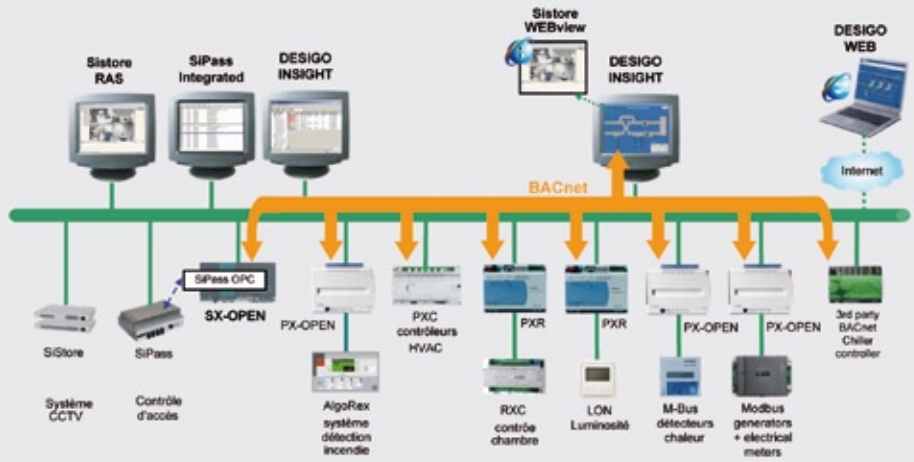 Sistore
RAS
SiPass
Integrated
DESIGO
INSIGHT
Sistore
WEBview
DESIGO
INSIGHT
DESIGO
WEB
Internet
BACnet
SiPass OPC
SX-OPEN
SiStore
Système
CCTV
SiPass
Contrôle
d'accès
PX-OPEN
AlgoRex
système
détection
incendie
PXC
contrôleurs
HVAC
PXR
RXC
contrôe
chambre
PXR
LON
Luminosité
PX-OPEN
M-Bus
détecteurs
chaleur
PX-OPEN
Modbus
generators
+ electrical
meters
3rd party
BACnet
Chiller
controller